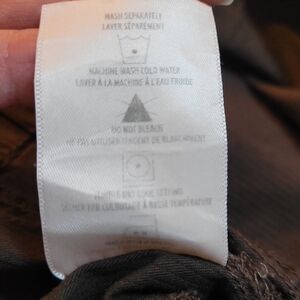 WASH SEPARATELY
LAVER SÉPARÉMENT
MACHINE WASH COLD WATER
LAVER À LA MACHINE À L'EAU FROIDE
DO NOT BLEACH
NE PAS UTILISER AGENT DE BLANCHIMENT
TUMBLE DRY COOL SETTING
SÉCHER PAR CULBUTAGE À BASSE TEMPÉRATURE